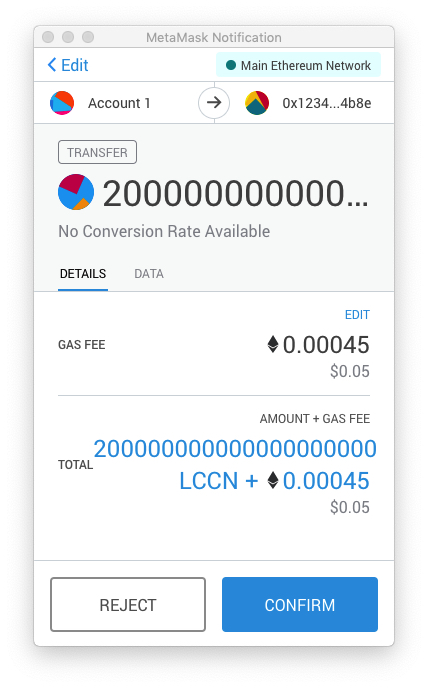 MetaMask Notification
Edit
Main Ethereum Network
Account 1
0x1234...4b8e
TRANSFER
200000000000...
No Conversion Rate Available
DETAILS
DATA
EDIT
GAS FEE
0.00045
$0.05
AMOUNT + GAS FEE
TOTAL
200000000000000000000
LCCN + 0.00045
$0.05
REJECT
CONFIRM